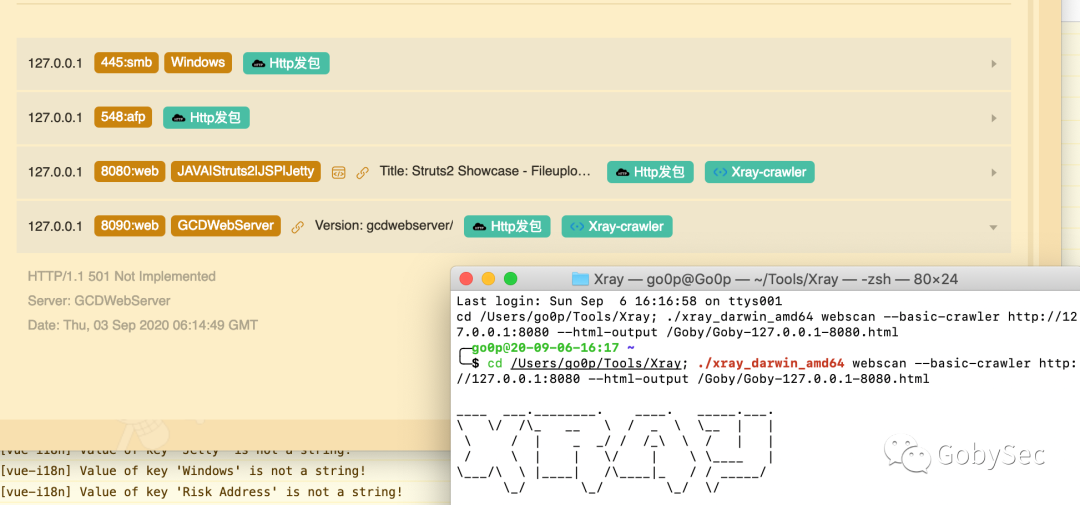 127.0.0.1 445:smb Windows Http发包
127.0.0.1 548:afp Http发包
127.0.0.1 8080:web JAVA|Struts2|JSP|Jetty Title: Struts2 Showcase - Fileuplo... Http发包 Xray-crawler
127.0.0.1 8090:web GCDWebServer Version: gcdwebserver/ Http发包 Xray-crawler
HTTP/1.1 501 Not Implemented
Server: GCDWebServer
Date: Thu, 03 Sep 2020 06:14:49 GMT
Xray — go0p@Go0p — ~/Tools/Xray — -zsh — 80×24
Last login: Sun Sep  6 16:16:58 on ttys001
cd /Users/go0p/Tools/Xray; ./xray_darwin_amd64 webscan --basic-crawler http://12
7.0.0.1:8080 --html-output /Goby/Goby-127.0.0.1-8080.html
go0p@20-09-06-16:17 ~
$ cd /Users/go0p/Tools/Xray; ./xray_darwin_amd64 webscan --basic-crawler http:
//127.0.0.1:8080 --html-output /Goby/Goby-127.0.0.1-8080.html
XRAY
[vue-i18n] Value of key 'Jetty' is not a string!
[vue-i18n] Value of key 'Windows' is not a string!
[vue-i18n] Value of key 'Risk Address' is not a string!
GobySec